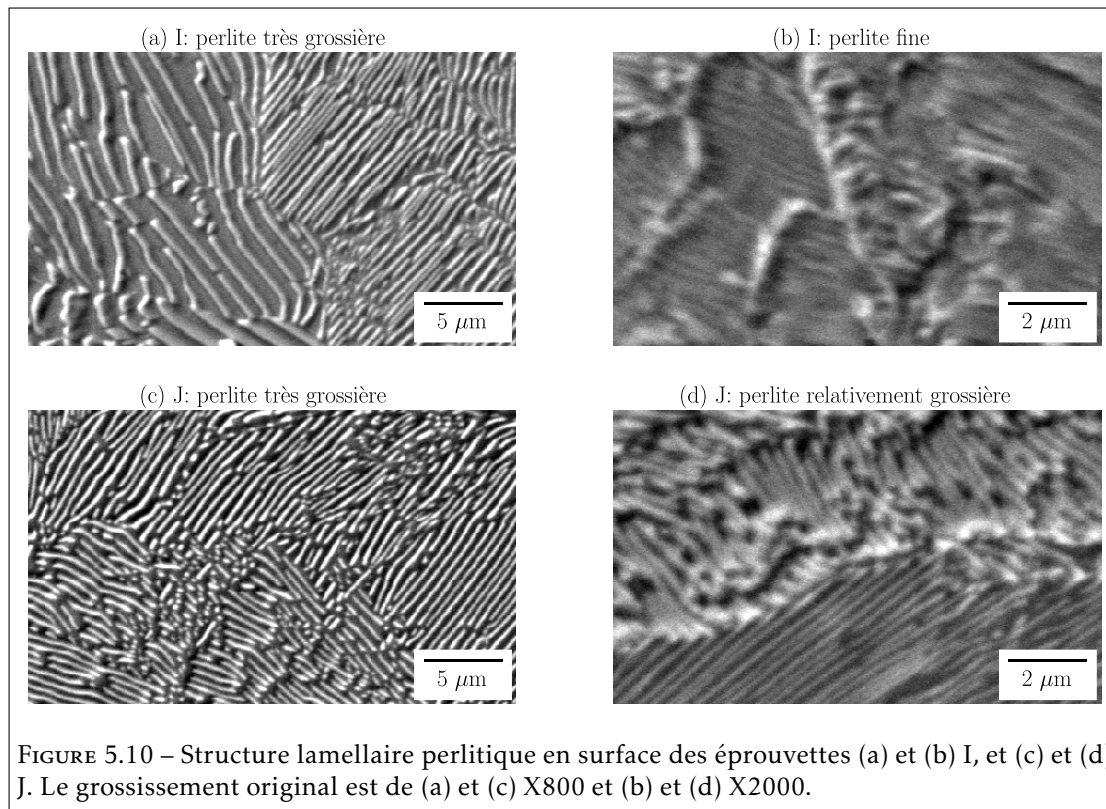 (a) I: perlite très grossière
(b) I: perlite fine
5 µm
2 µm
(c) J: perlite très grossière
(d) J: perlite relativement grossière
5 µm
2 µm
FIGURE 5.10 – Structure lamellaire perlitique en surface des éprouvettes (a) et (b) I, et (c) et (d)
J. Le grossissement original est de (a) et (c) X800 et (b) et (d) X2000.